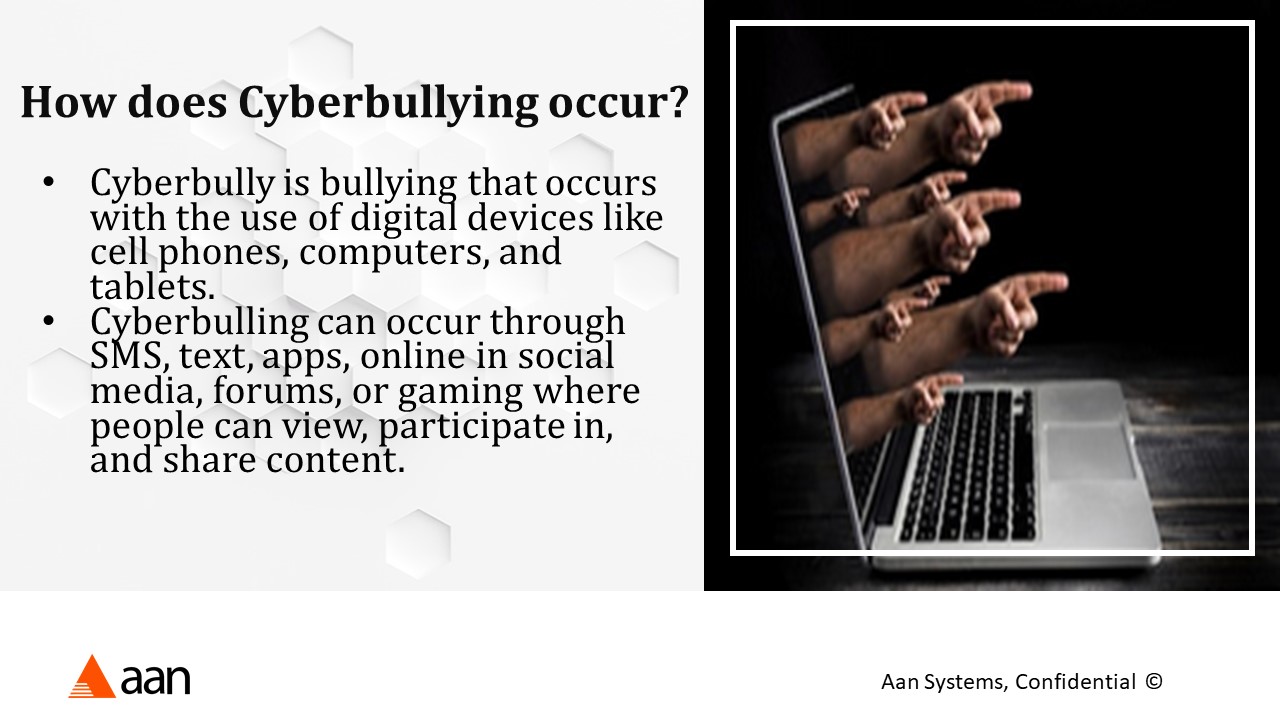 How does Cyberbullying occur?
• Cyberbully is bullying that occurs
with the use of digital devices like
cell phones, computers, and
tablets.
• Cyberbulling can occur through
SMS, text, apps, online in social
media, forums, or gaming where
people can view, participate in,
and share content.
aan
Aan Systems, Confidential ©